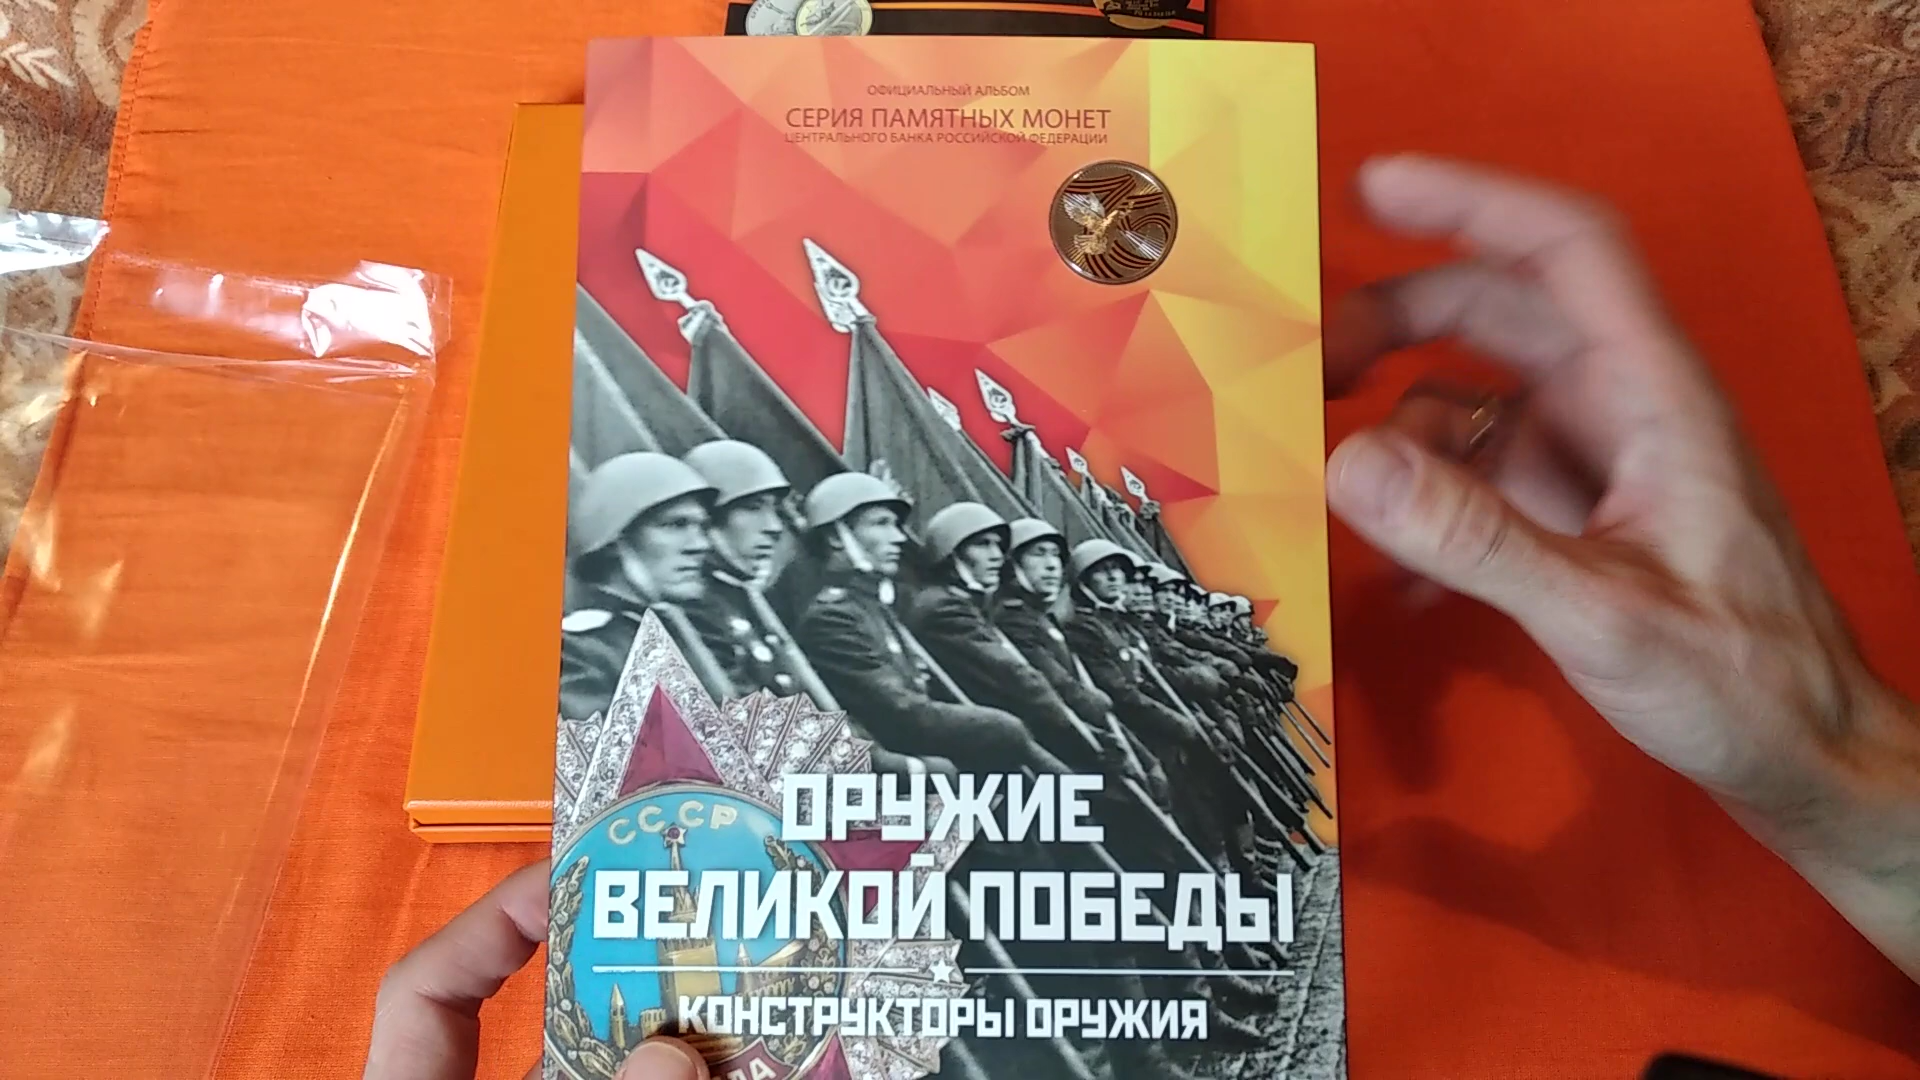 ОФИЦИАЛЬНЫЙ АЛЬБОМ
СЕРИЯ ПАМЯТНЫХ МОНЕТ
ЦЕНТРАЛЬНОГО БАНКА РОССИЙСКОЙ ФЕДЕРАЦИИ
СССР
ОРУЖИЕ
ВЕЛИКОЙ ПОБЕДЫ
КОНСТРУКТОРЫ ОРУЖИЯ